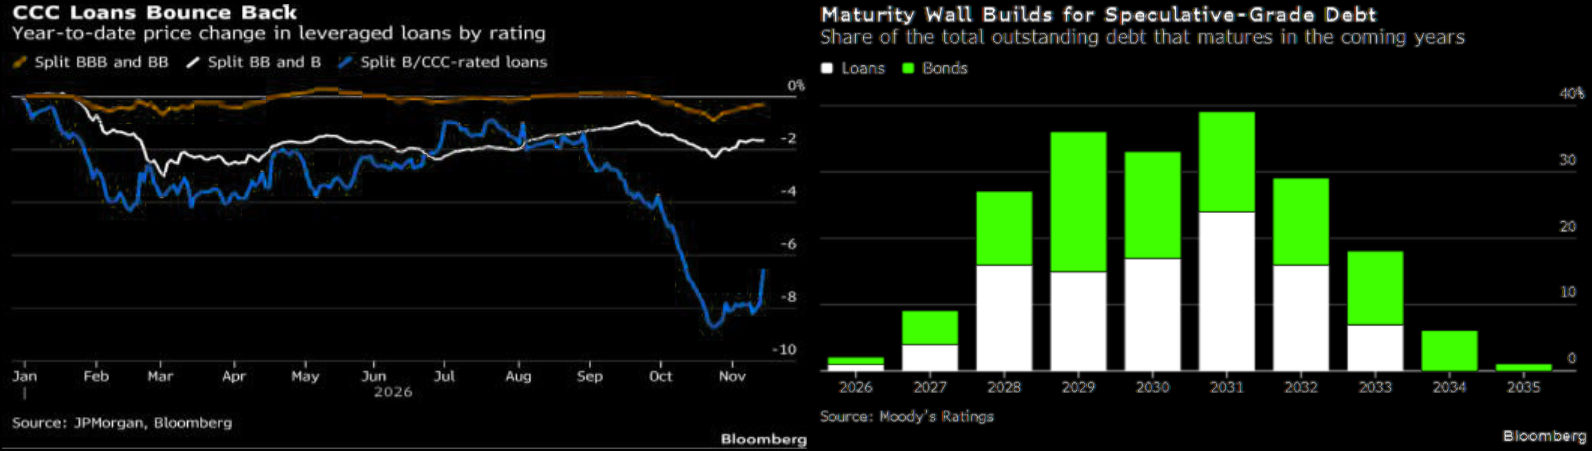 CCC Loans Bounce Back
Year-to-date price change in leveraged loans by rating
Split BBB and BB Split BB and B Split B/CCC-rated loans
0%
-2
-4
-6
-8
-10
Jan Feb Mar Apr May Jun Jul Aug Sep Oct Nov
2026
Source: JPMorgan, Bloomberg
Bloomberg
Maturity Wall Builds for Speculative-Grade Debt
Share of the total outstanding debt that matures in the coming years
Loans Bonds
40%
30
20
10
0
2026 2027 2028 2029 2030 2031 2032 2033 2034 2035
Source: Moody's Ratings
Bloomberg